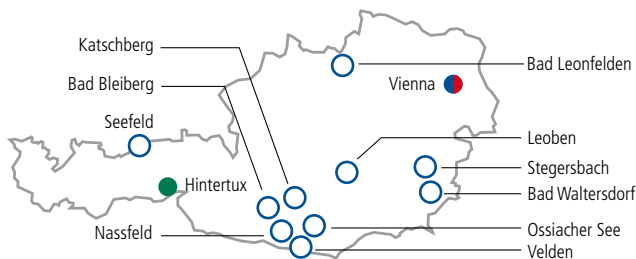 Katschberg
Bad Bleiberg
Seefeld
Hintertux
Nassfeld
Vienna
Bad Leonfelden
Leoben
Stegersbach
Bad Waltersdorf
Ossiacher See
Velden